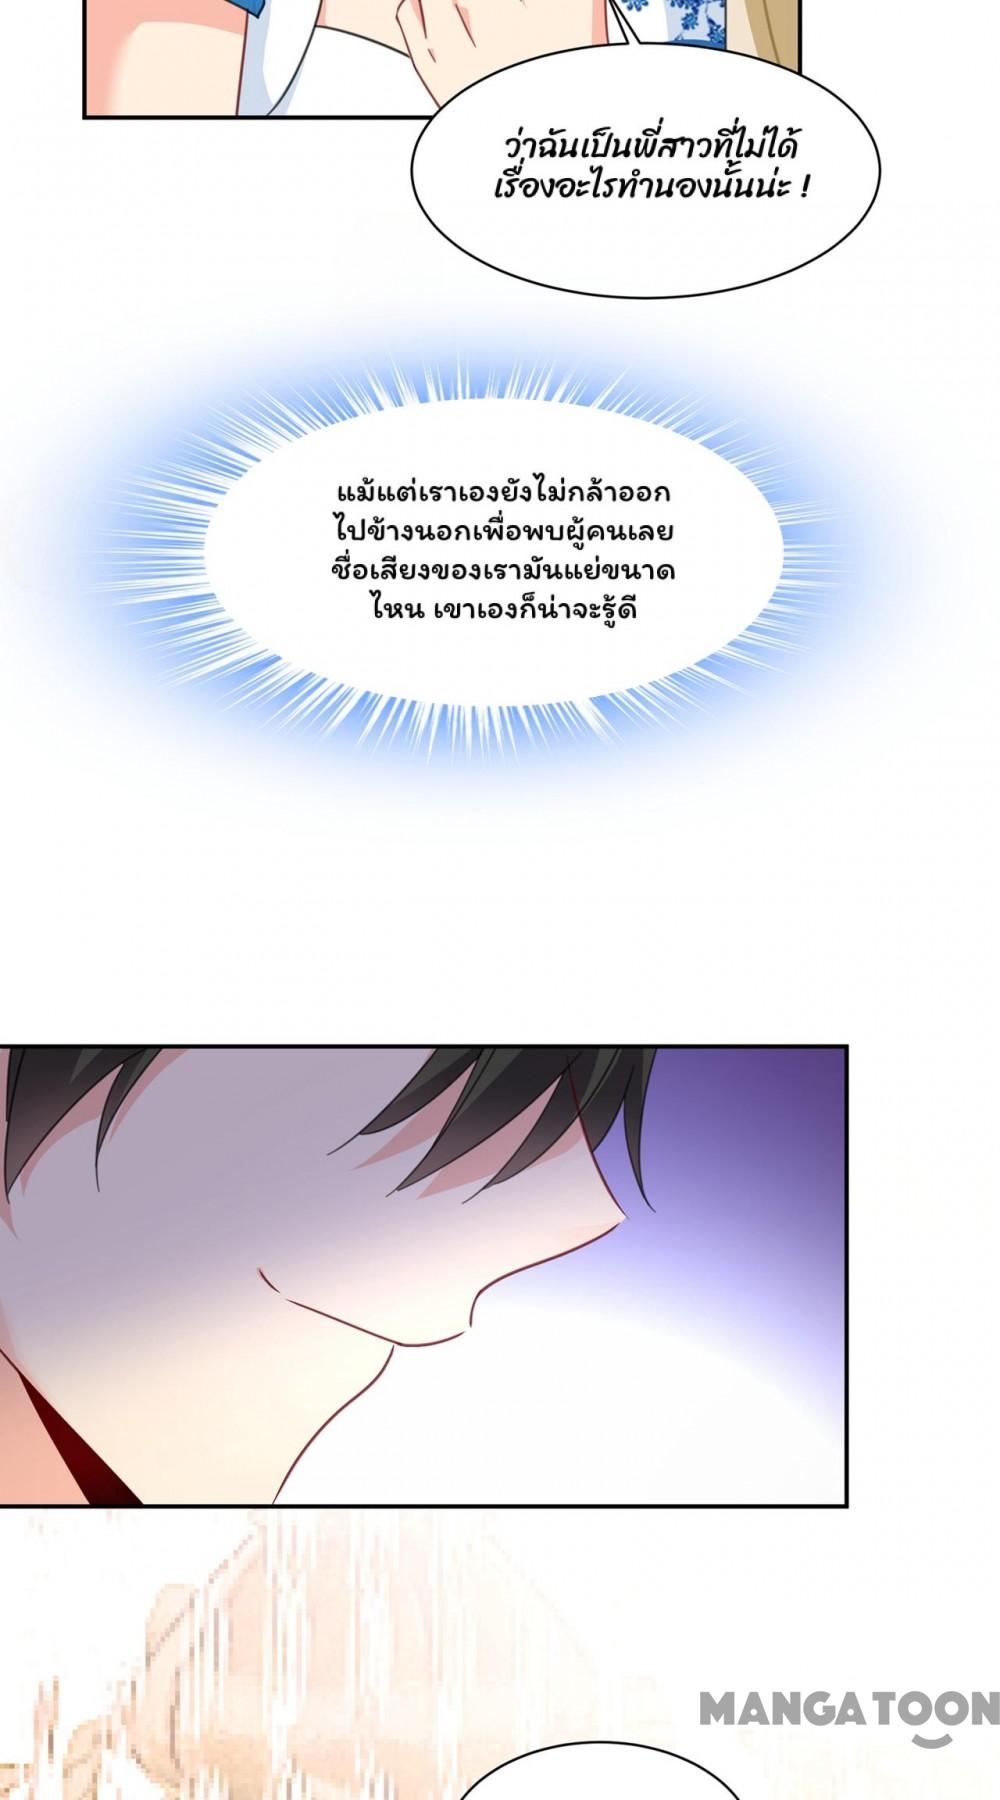 ว่าฉันเป็นพี่สาวที่ไม่ได้
เรื่องอะไรทำนองนั้นน่ะ !
แม้แต่เราเองยังไม่กล้าออก
ไปข้างนอกเพื่อพบผู้คนเลย
ชื่อเสียงของเรามันแย่ขนาด
ไหน เขาเองก็น่าจะรู้ดี
MANGATOON